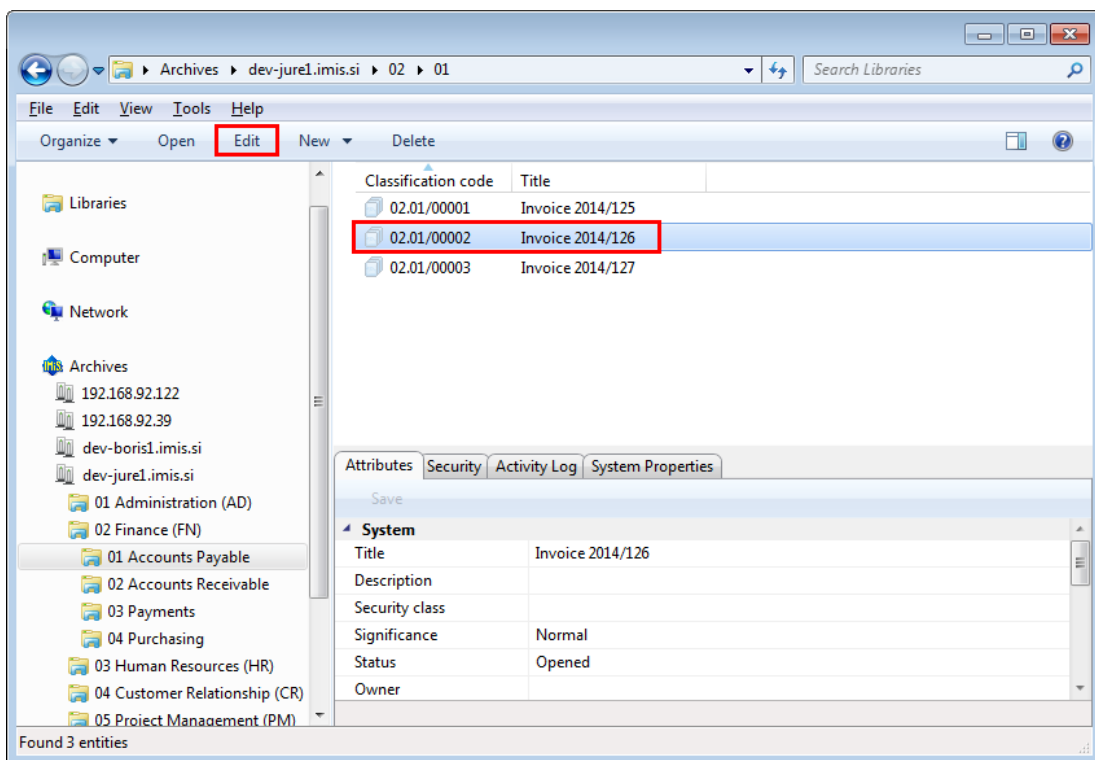 Archives dev-jure1.imis.si 02 01
Search Libraries
File Edit View Tools Help
Organize Open Edit New Delete
Libraries
Computer
Network
Archives
192.168.92.122
192.168.92.39
dev-boris1.imis.si
dev-jure1.imis.si
01 Administration (AD)
02 Finance (FN)
01 Accounts Payable
02 Accounts Receivable
03 Payments
04 Purchasing
03 Human Resources (HR)
04 Customer Relationship (CR)
05 Project Management (PM)
Classification code Title
02.01/00001 Invoice 2014/125
02.01/00002 Invoice 2014/126
02.01/00003 Invoice 2014/127
Attributes Security Activity Log System Properties
Save
System
Title Invoice 2014/126
Description
Security class
Significance Normal
Status Opened
Owner
Found 3 entities